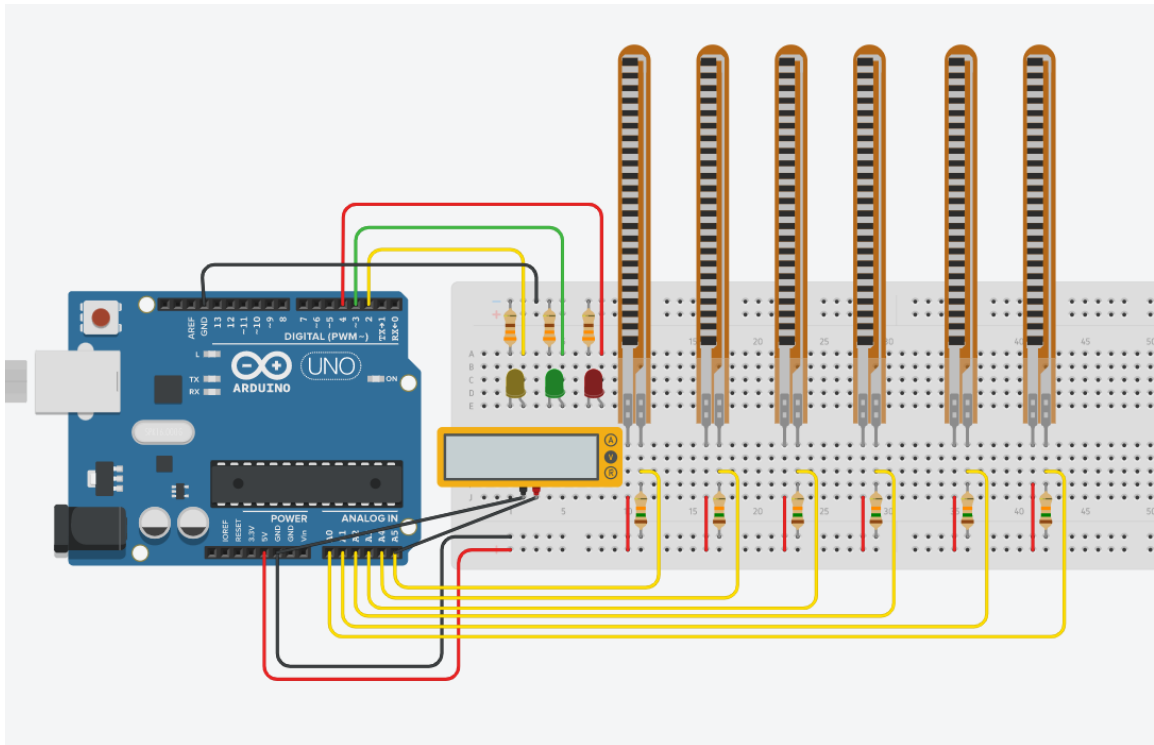 AREF
GND
13
12
~11
~10
~9
8
7
~6
~5
4
~3
2
TX→1
RX←0
DIGITAL (PWM~)
L
TX
RX
ARDUINO
UNO
ON
POWER
ANALOG IN
IOREF
RESET
3.3V
5V
GND
GND
Vin
A0
A1
A2
A3
A4
A5
A
V
R
A
B
C
D
E
J
15
20
25
30
35
40
45
50
5
10
15
20
25
30
35
40
45
50